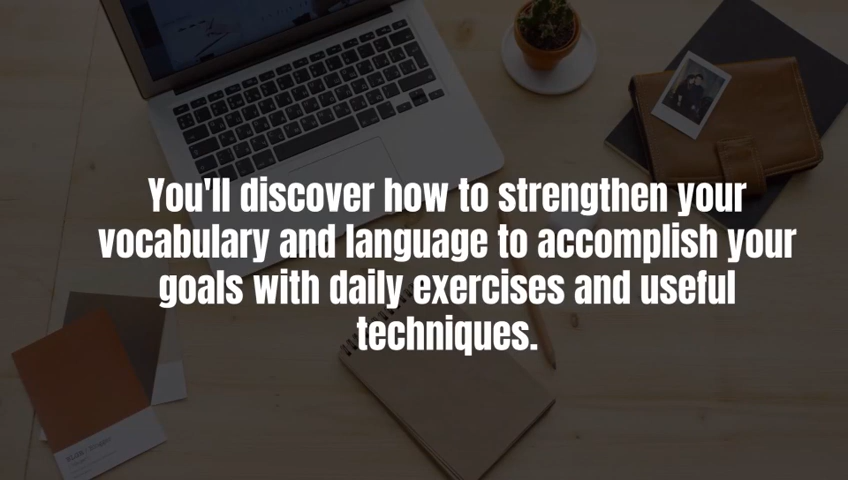 You'll discover how to strengthen your
vocabulary and language to accomplish your
goals with daily exercises and useful
techniques.